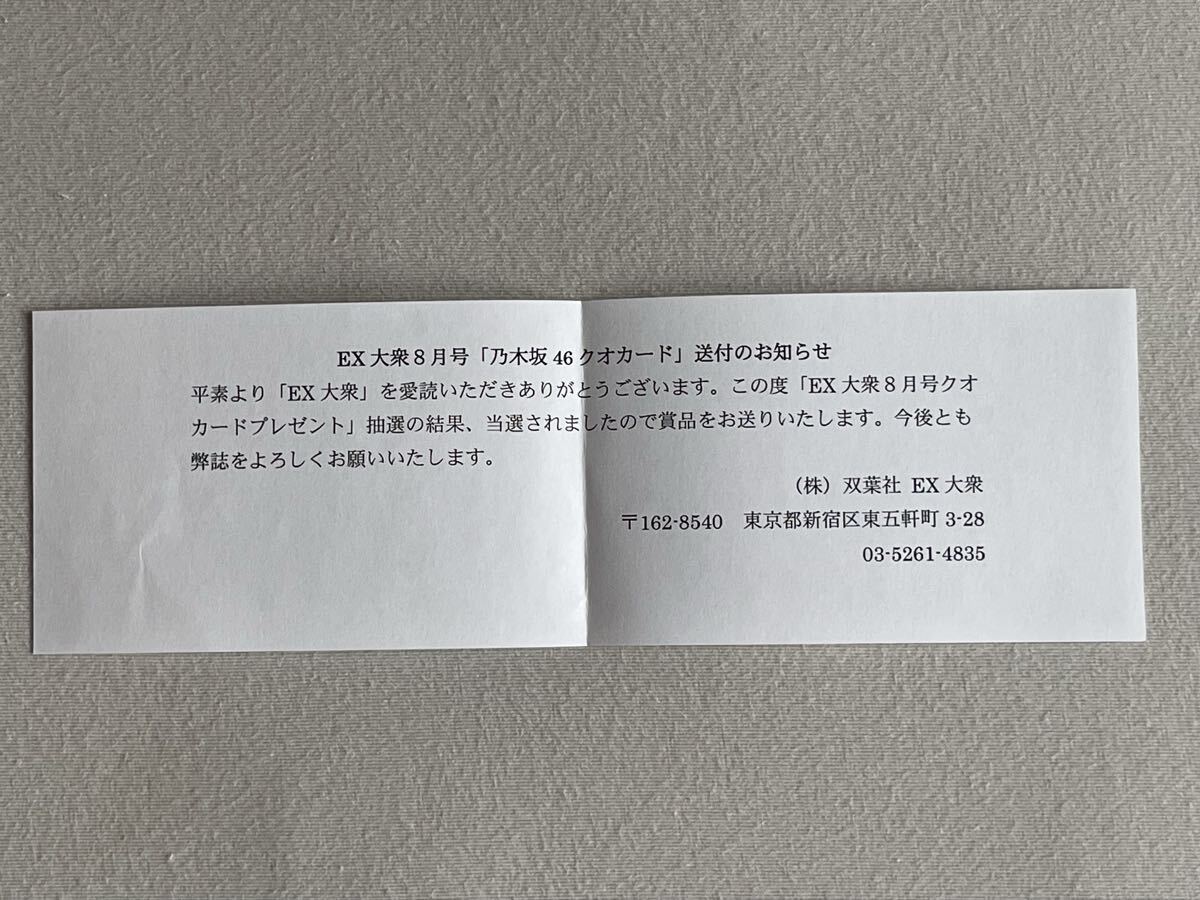 EX 大衆８月号「乃木坂 46 クオカード」送付のお知らせ
平素より「EX 大衆」を愛読いただきありがとうございます。この度「EX 大衆８月号クオ
カードプレゼント」抽選の結果、当選されましたので賞品をお送りいたします。今後とも
弊誌をよろしくお願いいたします。
（株）双葉社 EX 大衆
〒162-8540　東京都新宿区東五軒町 3-28
03-5261-4835